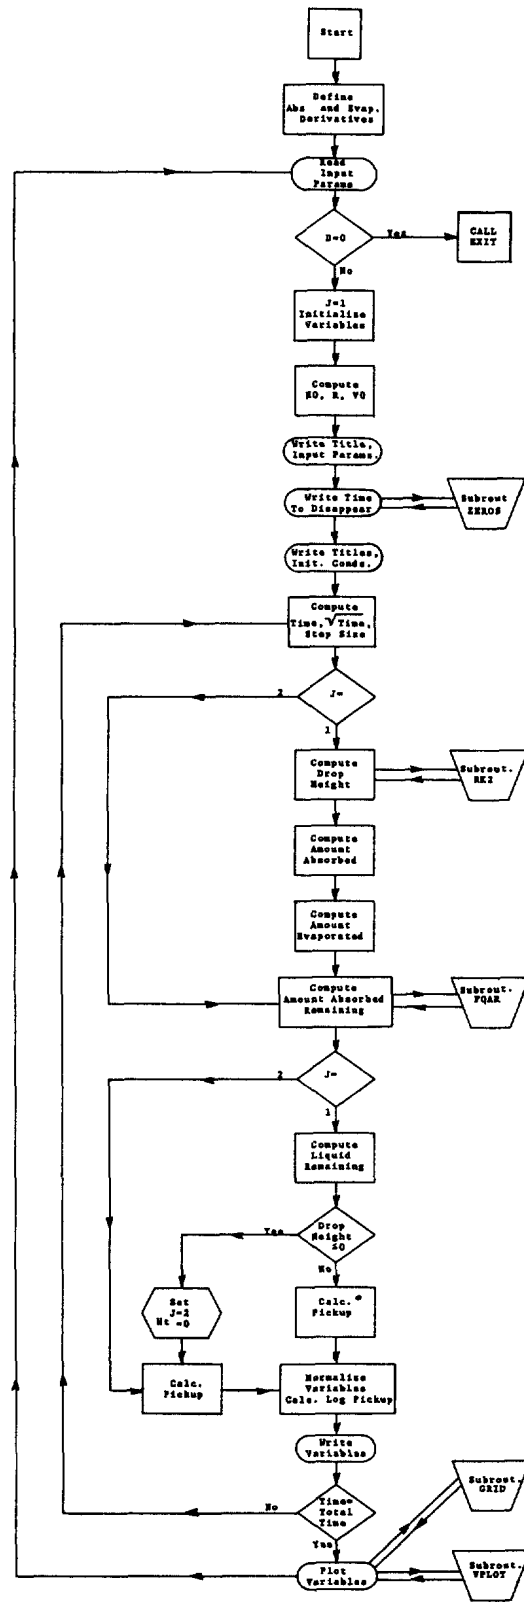 Start
Define
Abs and Evap.
Derivatives
Read
Input
Params
D=0
Yes
CALL
EXIT
No
J=1
Initialize
Variables
Compute
N0, R, V0
Write Title,
Input Params.
Write Time
To Disappear
Subrout
ZEROS
Write Titles,
Init. Conds.
Compute
Time, √Time,
Step Size
2
J=
1
Compute
Drop
Height
Subrout.
RK2
Compute
Amount
Absorbed
Compute
Amount
Evaporated
Compute
Amount Absorbed
Remaining
Subrout.
FQAR
2
J=
1
Compute
Liquid
Remaining
Yes
Drop
Height
≤0
No
Set
J=2
Ht =0
Calc.*
Pickup
Calc.
Pickup
Normalize
Variables
Calc. Log Pickup
Write
Variables
No
Time=
Total
Time
Yes
Subrout.
GRID
Plot
Variables
Subrout.
VPLOT